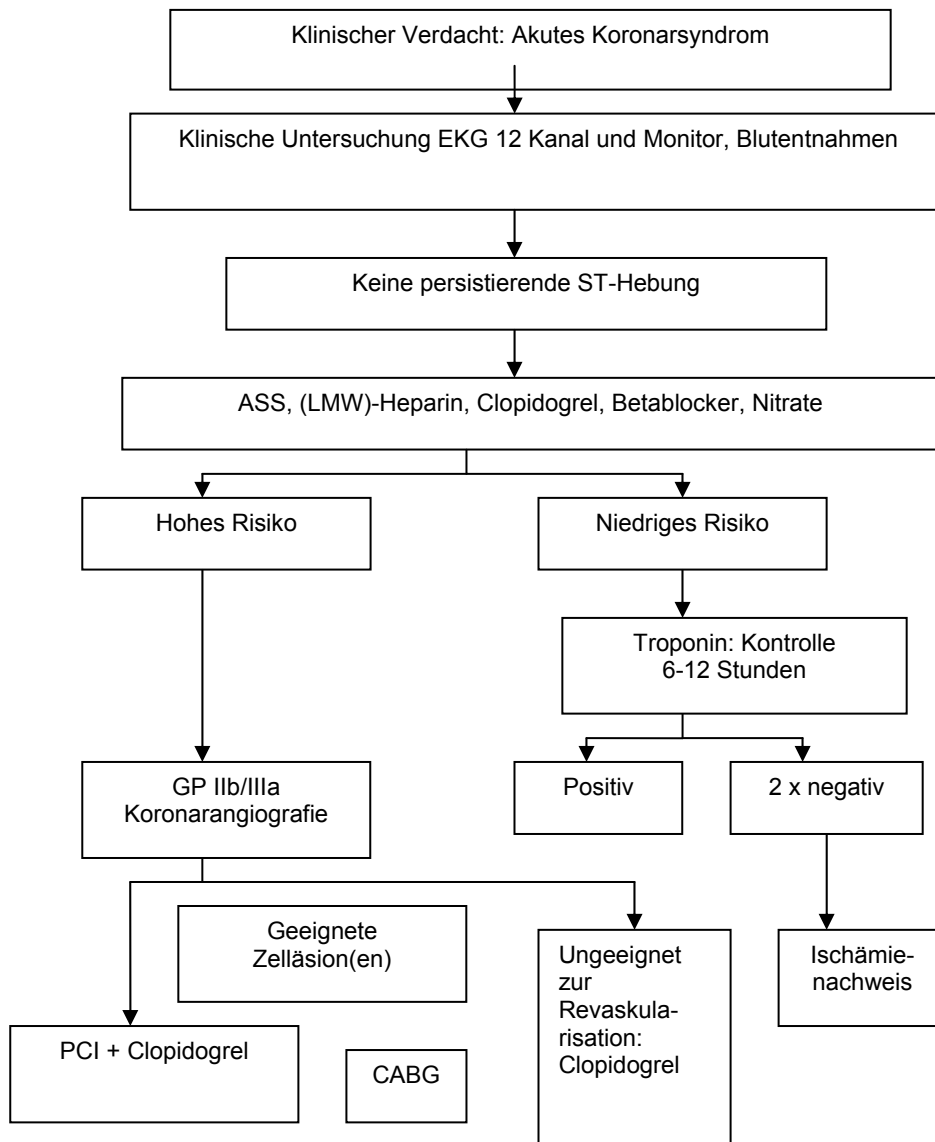 Klinischer Verdacht: Akutes Koronarsyndrom
Klinische Untersuchung EKG 12 Kanal und Monitor, Blutentnahmen
Keine persistierende ST-Hebung
ASS, (LMW)-Heparin, Clopidogrel, Betablocker, Nitrate
Hohes Risiko
Niedriges Risiko
Troponin: Kontrolle
6-12 Stunden
GP IIb/IIIa
Koronarangiografie
Positiv
2 x negativ
Geeignete
Zelläsion(en)
Ungeeignet
zur
Revaskula-
risation:
Clopidogrel
Ischämie-
nachweis
PCI + Clopidogrel
CABG